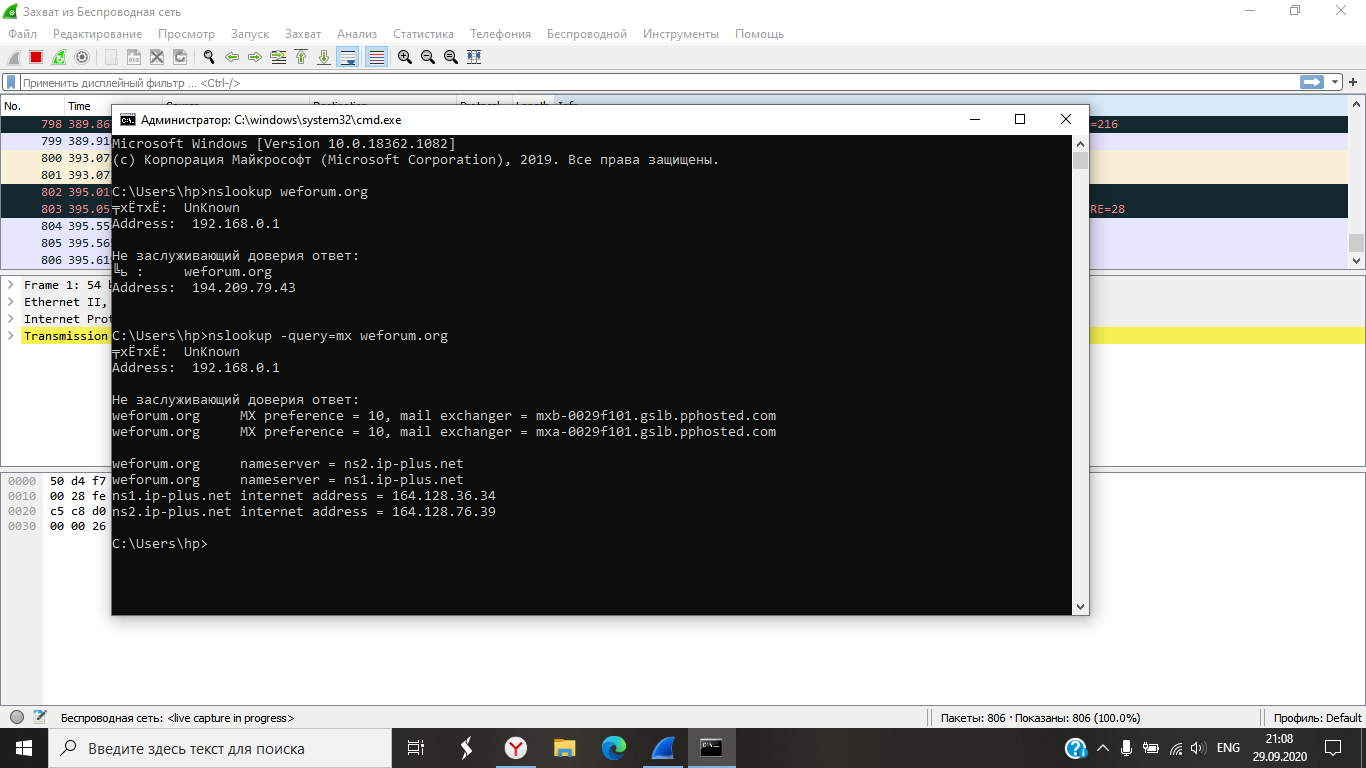 Захват из Беспроводная сеть
Файл Редактирование Просмотр Запуск Захват Анализ Статистика Телефония Беспроводной Инструменты Помощь
Применить дисплейный фильтр ... <Ctrl-/>
No. Time
798 389.86 =216
799 389.91
800 393.07
801 393.07
802 395.01
803 395.05 RE=28
804 395.55
805 395.56
806 395.61
Администратор: C:\windows\system32\cmd.exe
Microsoft Windows [Version 10.0.18362.1082]
(c) Корпорация Майкрософт (Microsoft Corporation), 2019. Все права защищены.
C:\Users\hp>nslookup weforum.org
╤хЁтхЁ: UnKnown
Address: 192.168.0.1
Не заслуживающий доверия ответ:
╚ь : weforum.org
Address: 194.209.79.43
C:\Users\hp>nslookup -query=mx weforum.org
╤хЁтхЁ: UnKnown
Address: 192.168.0.1
Не заслуживающий доверия ответ:
weforum.org MX preference = 10, mail exchanger = mxb-0029f101.gslb.pphosted.com
weforum.org MX preference = 10, mail exchanger = mxa-0029f101.gslb.pphosted.com
weforum.org nameserver = ns2.ip-plus.net
weforum.org nameserver = ns1.ip-plus.net
ns1.ip-plus.net internet address = 164.128.36.34
ns2.ip-plus.net internet address = 164.128.76.39
C:\Users\hp>
Frame 1: 54 b
Ethernet II,
Internet Prot
Transmission
0000 50 d4 f7
0010 00 28 fe
0020 c5 c8 d0
0030 00 00 26
Беспроводная сеть: <live capture in progress>
Пакеты: 806 · Показаны: 806 (100.0%)
Профиль: Default
Введите здесь текст для поиска
ENG
21:08
29.09.2020